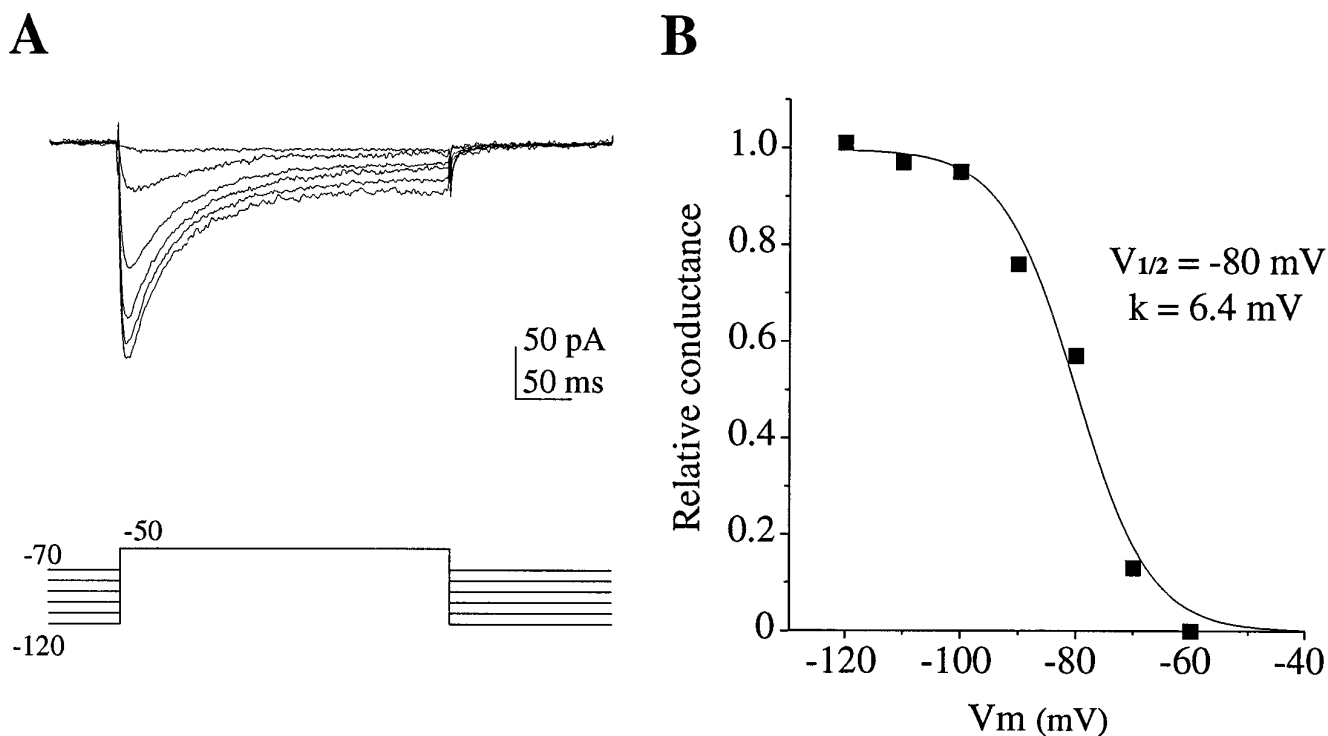 A
50 pA
50 ms
-50
-70
-120
B
Relative conductance
1.0
0.8
0.6
0.4
0.2
0
V1/2 = -80 mV
k = 6.4 mV
-120 -100 -80 -60 -40
Vm (mV)